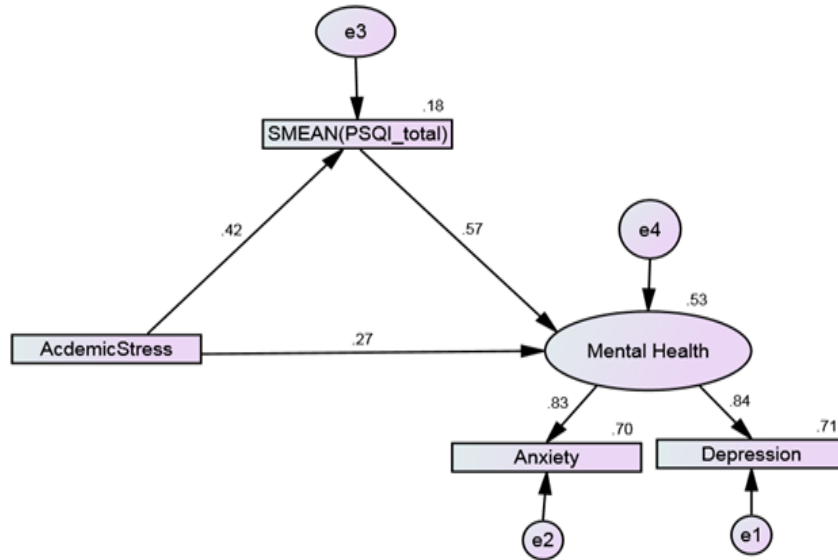 e3
.18
SMEAN(PSQI_total)
.42
.57
e4
.53
AcdemicStress
.27
Mental Health
.83
.84
.70
.71
Anxiety
Depression
e2
e1